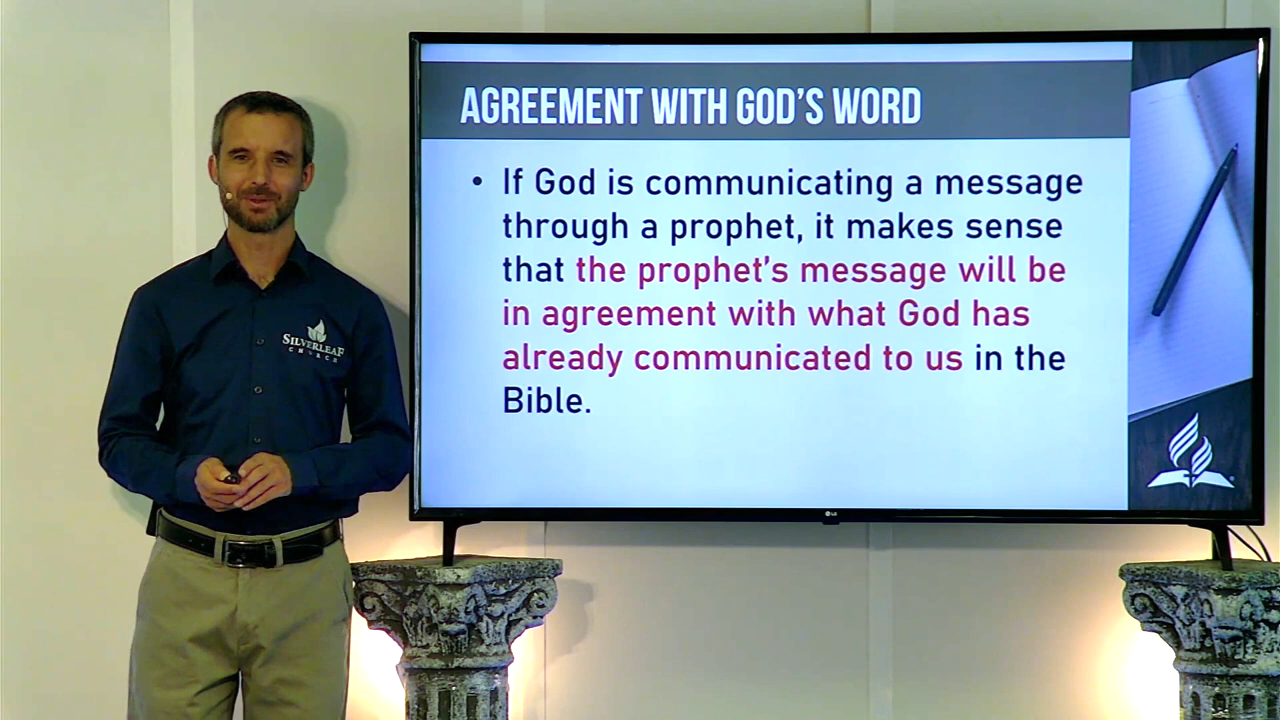 AGREEMENT WITH GOD'S WORD
• If God is communicating a message
through a prophet, it makes sense
that the prophet's message will be
in agreement with what God has
already communicated to us in the
Bible.
SILVERLEAF
CHURCH
LG